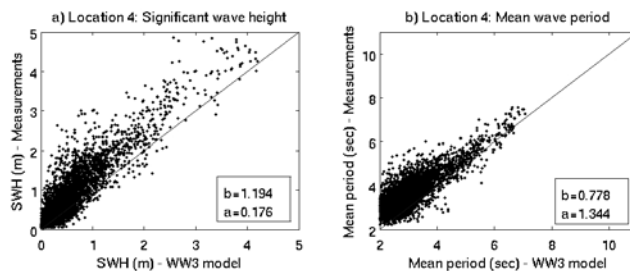 a) Location 4: Significant wave height
5
4
3
2
1
0
SWH (m) - Measurements
b=1.194
a=0.176
0 1 2 3 4 5
SWH (m) - WW3 model
b) Location 4: Mean wave period
10
8
6
4
2
Mean period (sec) - Measurements
b=0.778
a=1.344
2 4 6 8 10
Mean period (sec) - WW3 model